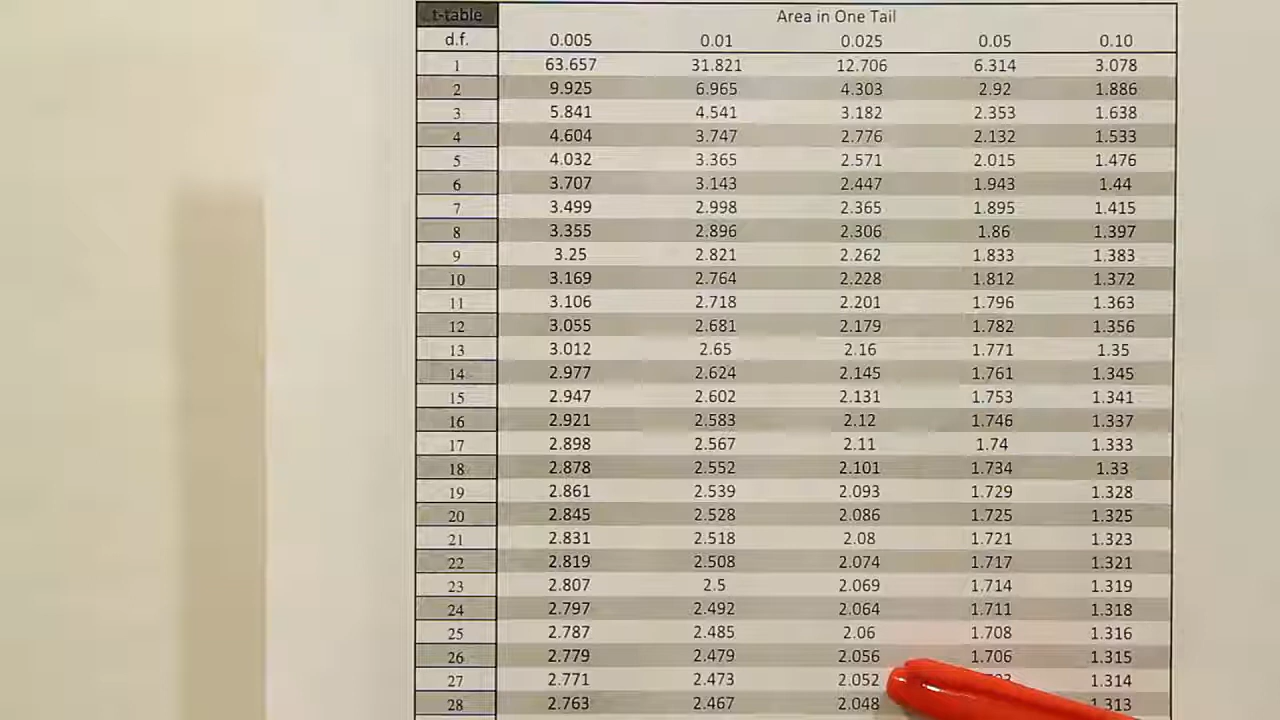 t-table Area in One Tail
d.f. 0.005 0.01 0.025 0.05 0.10
1 63.657 31.821 12.706 6.314 3.078
2 9.925 6.965 4.303 2.92 1.886
3 5.841 4.541 3.182 2.353 1.638
4 4.604 3.747 2.776 2.132 1.533
5 4.032 3.365 2.571 2.015 1.476
6 3.707 3.143 2.447 1.943 1.44
7 3.499 2.998 2.365 1.895 1.415
8 3.355 2.896 2.306 1.86 1.397
9 3.25 2.821 2.262 1.833 1.383
10 3.169 2.764 2.228 1.812 1.372
11 3.106 2.718 2.201 1.796 1.363
12 3.055 2.681 2.179 1.782 1.356
13 3.012 2.65 2.16 1.771 1.35
14 2.977 2.624 2.145 1.761 1.345
15 2.947 2.602 2.131 1.753 1.341
16 2.921 2.583 2.12 1.746 1.337
17 2.898 2.567 2.11 1.74 1.333
18 2.878 2.552 2.101 1.734 1.33
19 2.861 2.539 2.093 1.729 1.328
20 2.845 2.528 2.086 1.725 1.325
21 2.831 2.518 2.08 1.721 1.323
22 2.819 2.508 2.074 1.717 1.321
23 2.807 2.5 2.069 1.714 1.319
24 2.797 2.492 2.064 1.711 1.318
25 2.787 2.485 2.06 1.708 1.316
26 2.779 2.479 2.056 1.706 1.315
27 2.771 2.473 2.052 1.314
28 2.763 2.467 2.048 1.313